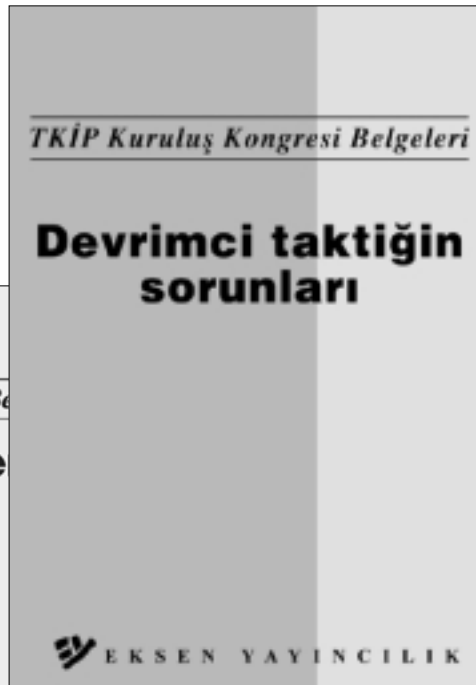 TKİP Kuruluş Kongresi Belgeleri
Devrimci taktiğin
sorunları
EKSEN YAYINCILIK